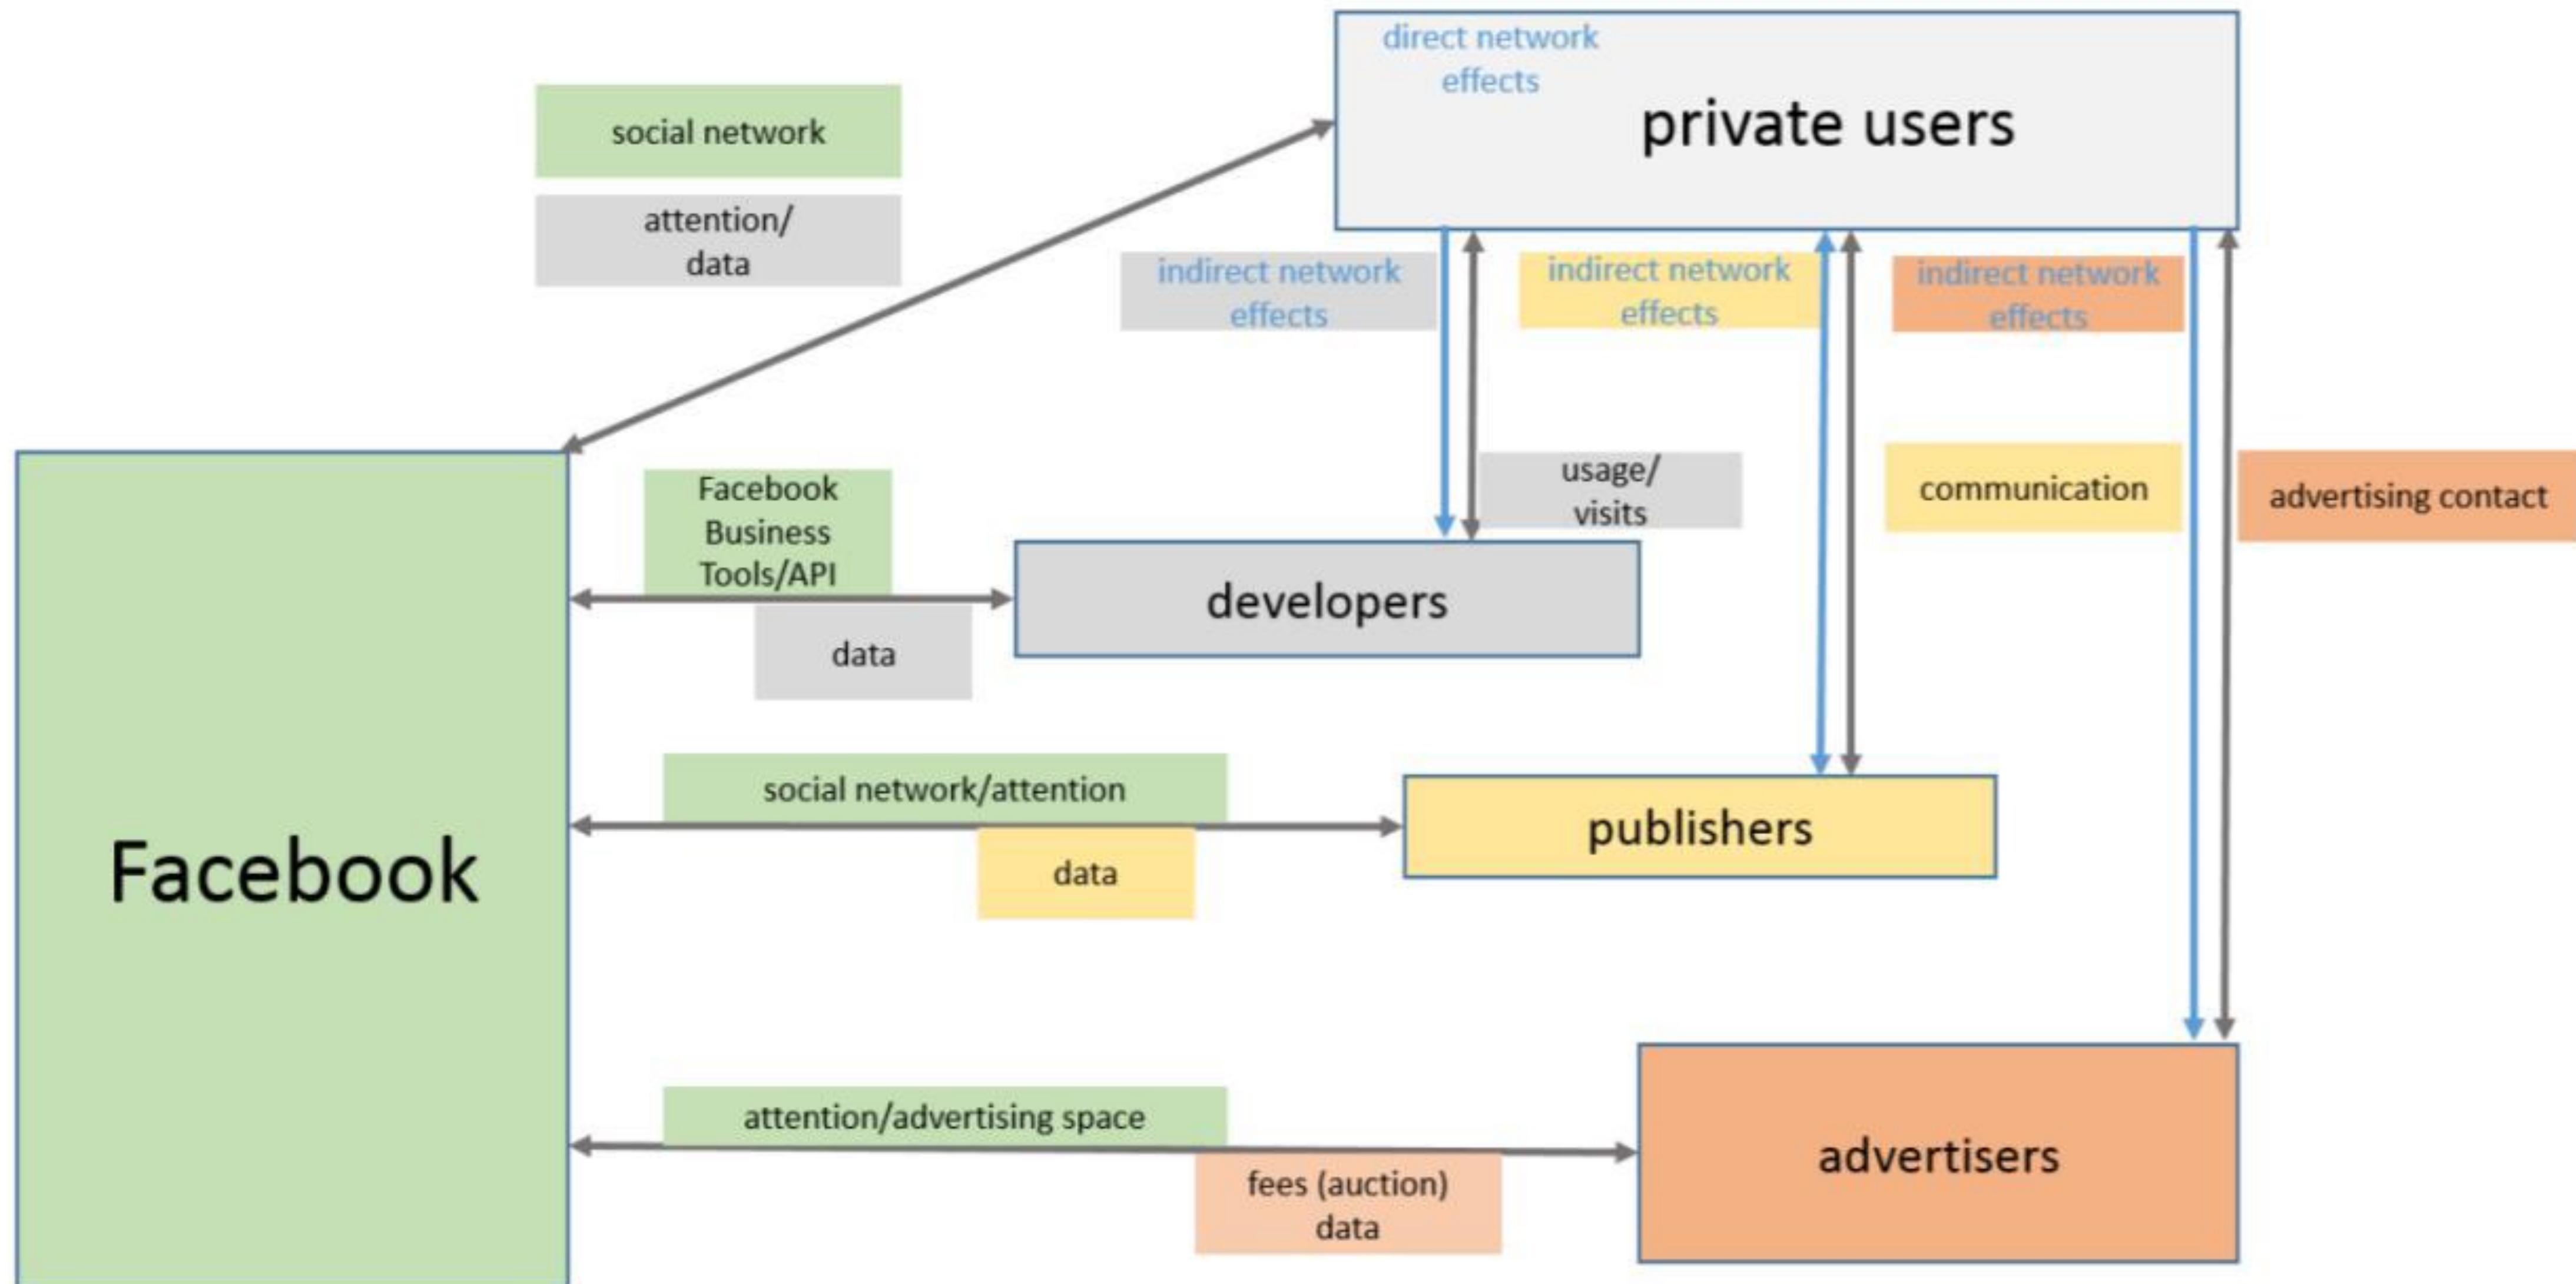 direct network
effects
private users
social network
attention/
data
indirect network
effects
indirect network
effects
indirect network
effects
Facebook
Business
Tools/API
usage/
visits
communication
advertising contact
developers
data
social network/attention
publishers
Facebook
data
attention/advertising space
advertisers
fees (auction)
data